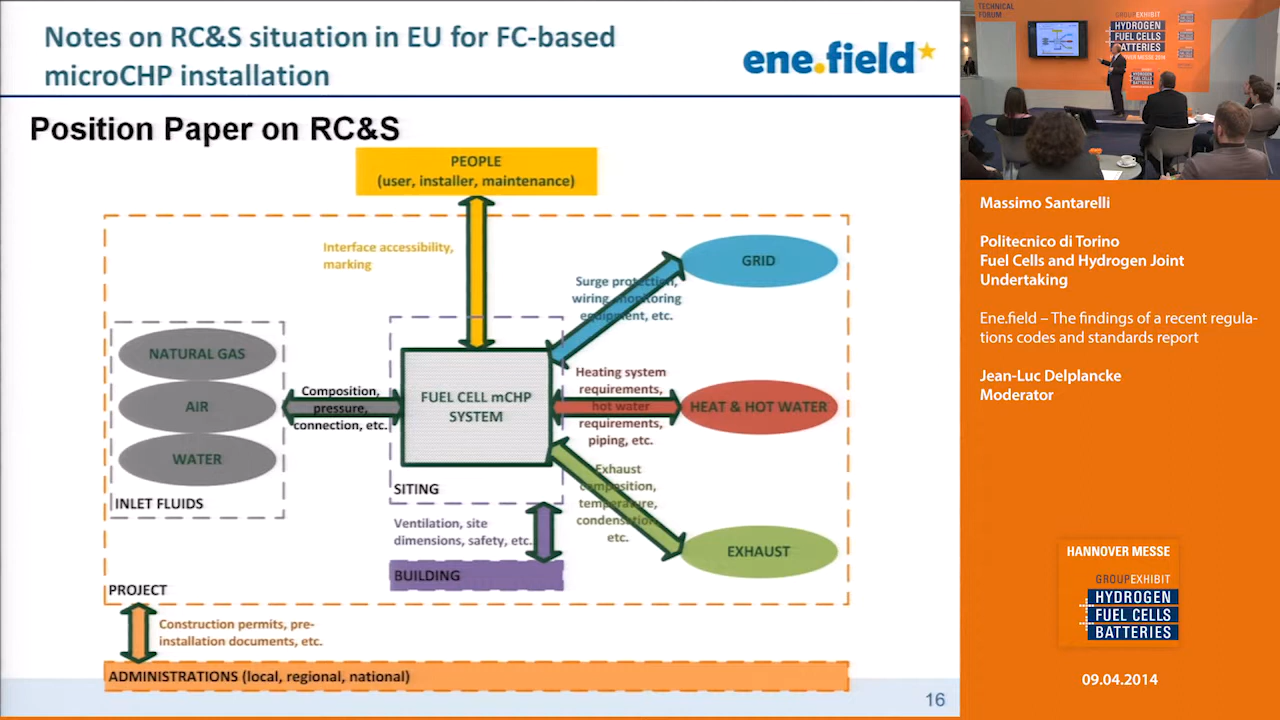 Notes on RC&S situation in EU for FC-based
microCHP installation
ene.field
Position Paper on RC&S
PEOPLE
(user, installer, maintenance)
Interface accessibility,
marking
GRID
Surge protection,
wiring, monitoring
equipment, etc.
NATURAL GAS
AIR
WATER
INLET FLUIDS
Composition,
pressure,
connection, etc.
FUEL CELL mCHP
SYSTEM
SITING
Heating system
requirements,
hot water
requirements,
piping, etc.
HEAT & HOT WATER
Exhaust
composition,
temperature,
condensation,
etc.
EXHAUST
Ventilation, site
dimensions, safety, etc.
BUILDING
PROJECT
Construction permits, pre-
installation documents, etc.
ADMINISTRATIONS (local, regional, national)
16
TECHNICAL
FORUM
GROUPEXHIBIT
HYDROGEN
FUEL CELLS
BATTERIES
Massimo Santarelli
Politecnico di Torino
Fuel Cells and Hydrogen Joint
Undertaking
Ene.field – The findings of a recent regula-
tions codes and standards report
Jean-Luc Delplancke
Moderator
HANNOVER MESSE
GROUPEXHIBIT
HYDROGEN
FUEL CELLS
BATTERIES
09.04.2014